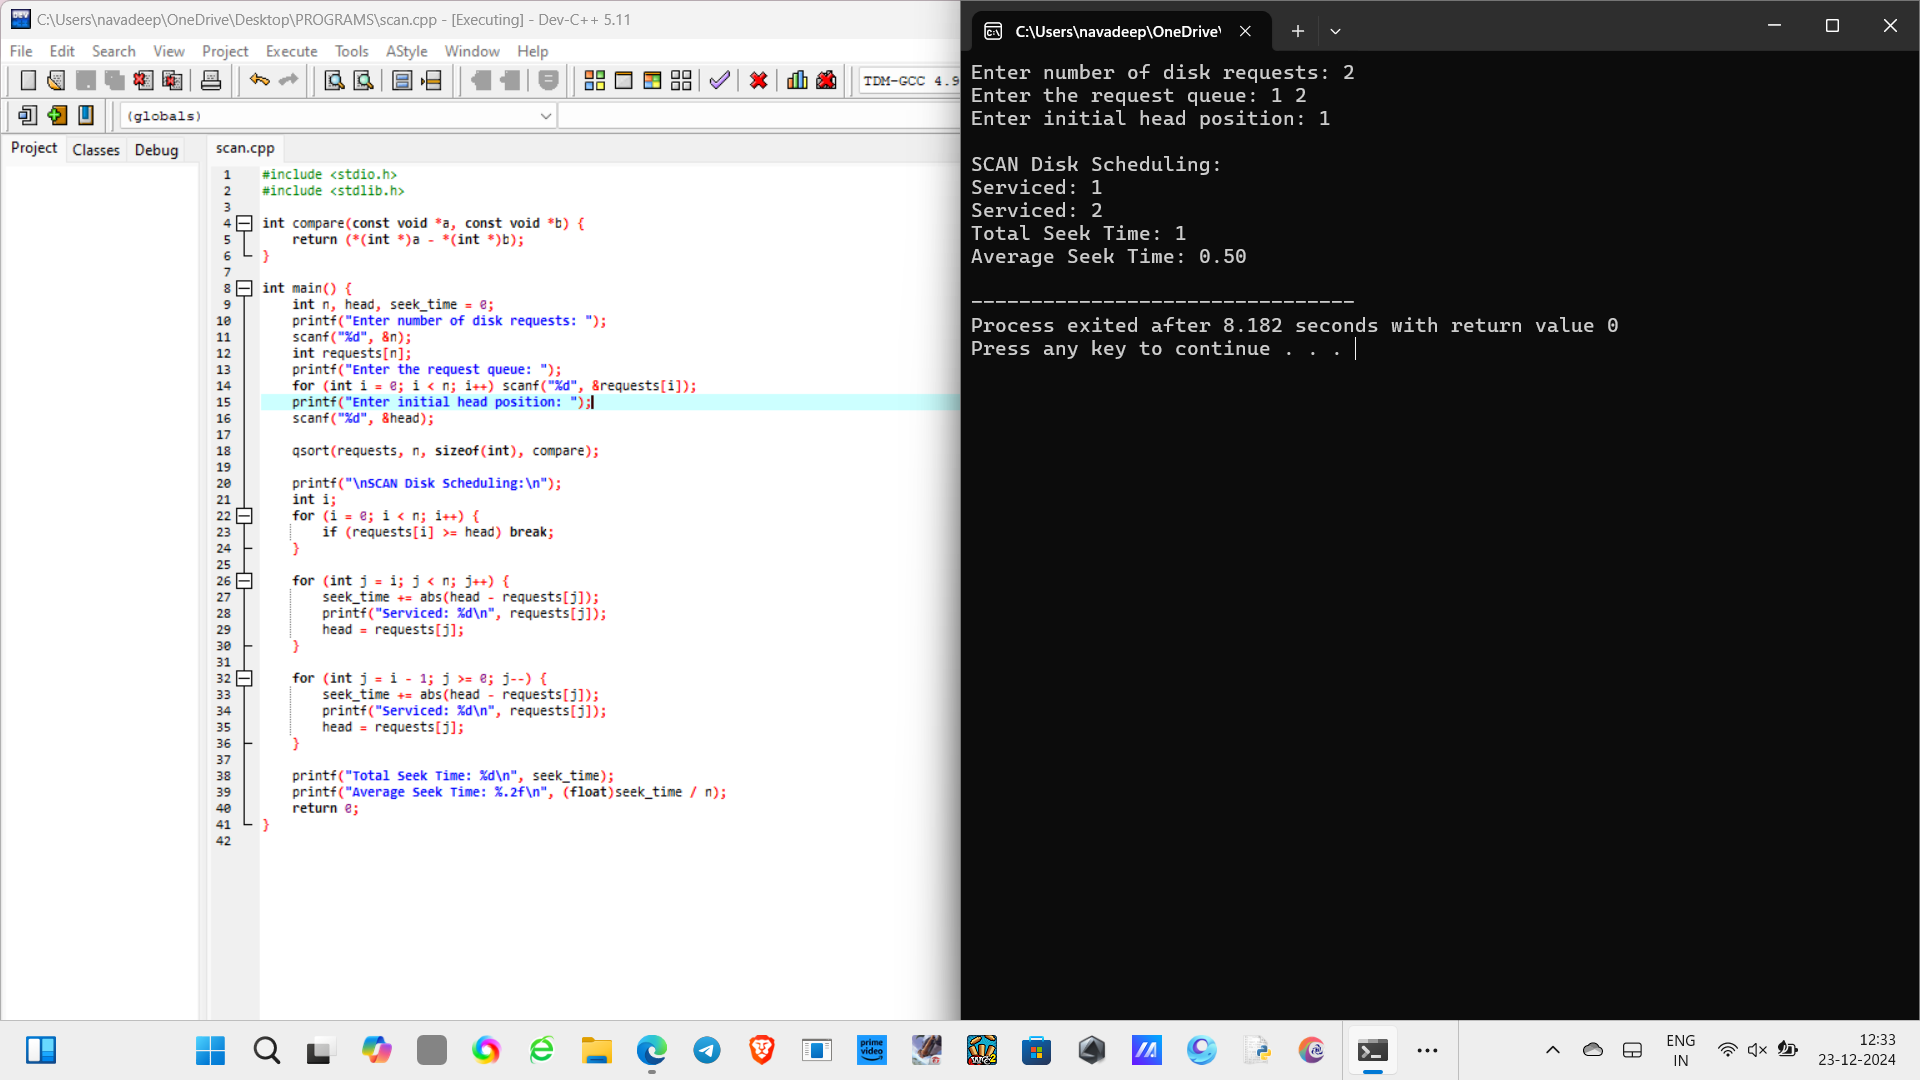 C:\Users\navadeep\OneDrive\Desktop\PROGRAMS\scan.cpp - [Executing] - Dev-C++ 5.11
File Edit Search View Project Execute Tools AStyle Window Help
TDM-GCC 4.9
(globals)
Project Classes Debug
scan.cpp
1 #include <stdio.h>
2 #include <stdlib.h>
3
4 int compare(const void *a, const void *b) {
5     return (*(int *)a - *(int *)b);
6 }
7
8 int main() {
9     int n, head, seek_time = 0;
10     printf("Enter number of disk requests: ");
11     scanf("%d", &n);
12     int requests[n];
13     printf("Enter the request queue: ");
14     for (int i = 0; i < n; i++) scanf("%d", &requests[i]);
15     printf("Enter initial head position: ");
16     scanf("%d", &head);
17
18     qsort(requests, n, sizeof(int), compare);
19
20     printf("\nSCAN Disk Scheduling:\n");
21     int i;
22     for (i = 0; i < n; i++) {
23         if (requests[i] >= head) break;
24     }
25
26     for (int j = i; j < n; j++) {
27         seek_time += abs(head - requests[j]);
28         printf("Serviced: %d\n", requests[j]);
29         head = requests[j];
30     }
31
32     for (int j = i - 1; j >= 0; j--) {
33         seek_time += abs(head - requests[j]);
34         printf("Serviced: %d\n", requests[j]);
35         head = requests[j];
36     }
37
38     printf("Total Seek Time: %d\n", seek_time);
39     printf("Average Seek Time: %.2f\n", (float)seek_time / n);
40     return 0;
41 }
42
C:\Users\navadeep\OneDrive\
Enter number of disk requests: 2
Enter the request queue: 1 2
Enter initial head position: 1
SCAN Disk Scheduling:
Serviced: 1
Serviced: 2
Total Seek Time: 1
Average Seek Time: 0.50
--------------------------------
Process exited after 8.182 seconds with return value 0
Press any key to continue . . .
prime video
ENG
IN
12:33
23-12-2024